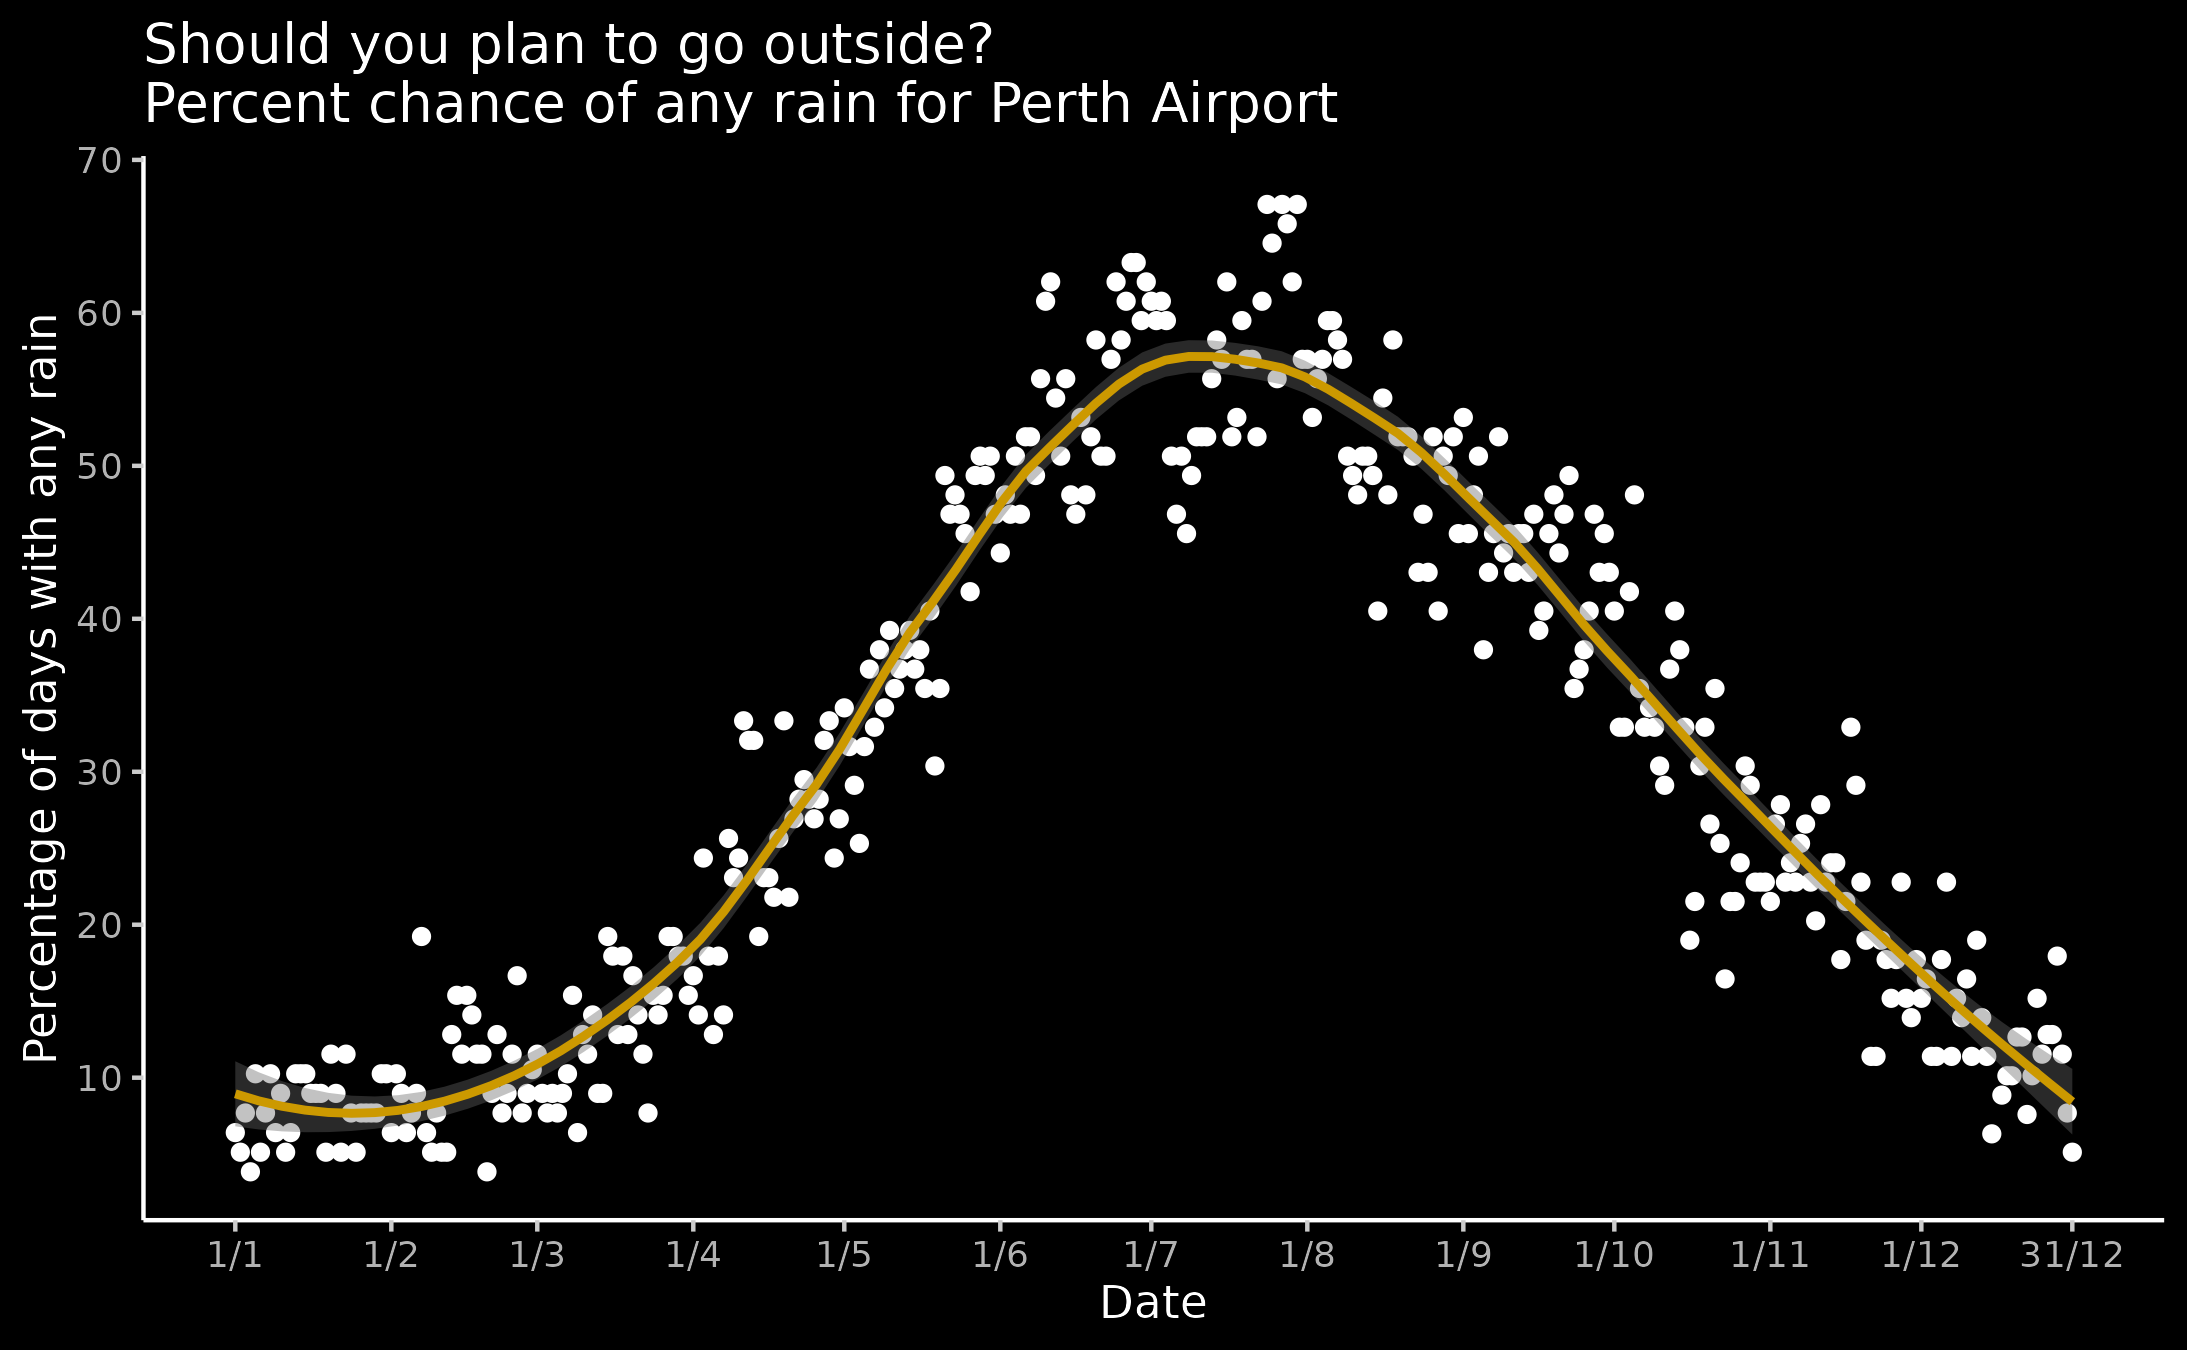 Should you plan to go outside?
Percent chance of any rain for Perth Airport
Percentage of days with any rain
70
60
50
40
30
20
10
1/1 1/2 1/3 1/4 1/5 1/6 1/7 1/8 1/9 1/10 1/11 1/12 31/12
Date